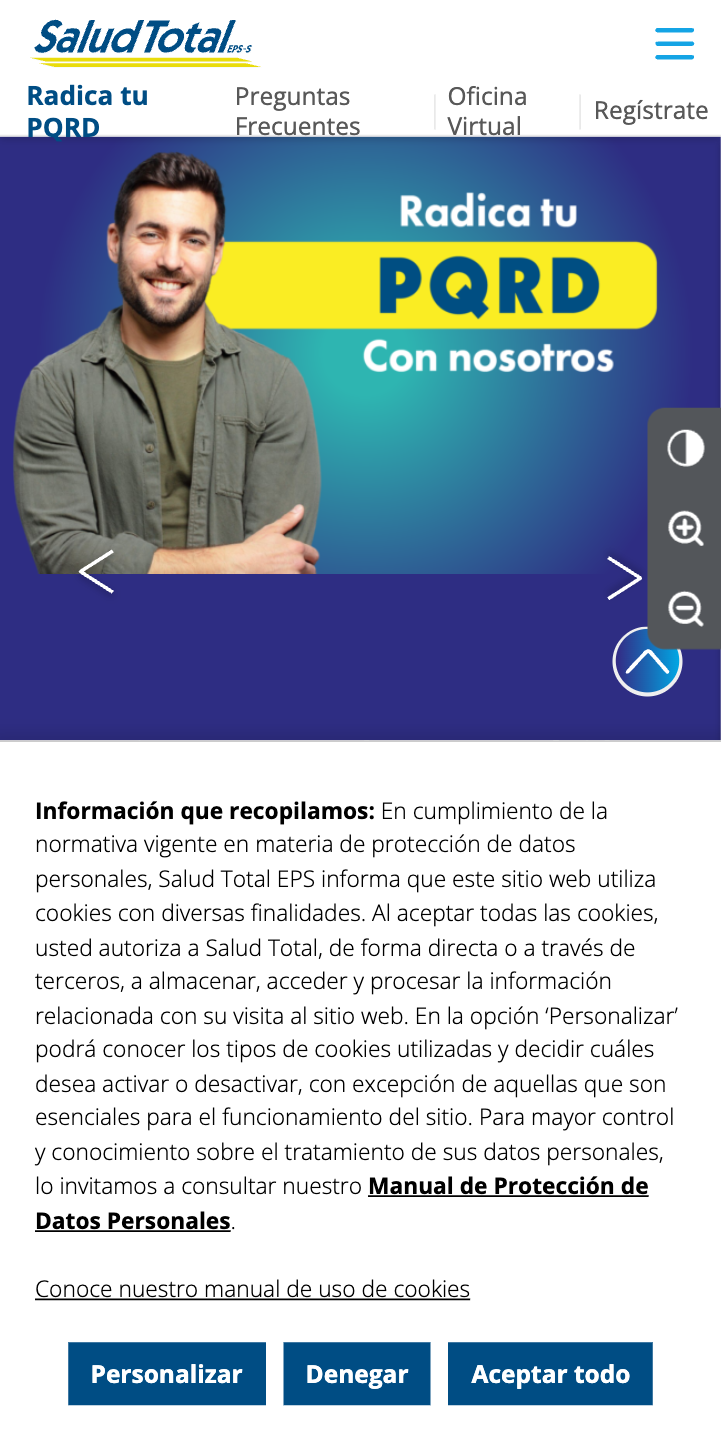 Salud Total EPS-S
Radica tu
PQRD
Preguntas
Frecuentes
Oficina
Virtual
Regístrate
Radica tu
PQRD
Con nosotros
Información que recopilamos: En cumplimiento de la
normativa vigente en materia de protección de datos
personales, Salud Total EPS informa que este sitio web utiliza
cookies con diversas finalidades. Al aceptar todas las cookies,
usted autoriza a Salud Total, de forma directa o a través de
terceros, a almacenar, acceder y procesar la información
relacionada con su visita al sitio web. En la opción ‘Personalizar’
podrá conocer los tipos de cookies utilizadas y decidir cuáles
desea activar o desactivar, con excepción de aquellas que son
esenciales para el funcionamiento del sitio. Para mayor control
y conocimiento sobre el tratamiento de sus datos personales,
lo invitamos a consultar nuestro Manual de Protección de
Datos Personales.
Conoce nuestro manual de uso de cookies
Personalizar Denegar Aceptar todo